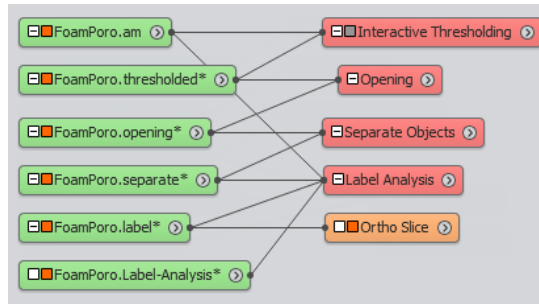 FoamPoro.am
Interactive Thresholding
FoamPoro.thresholded*
Opening
FoamPoro.opening*
Separate Objects
FoamPoro.separate*
Label Analysis
FoamPoro.label*
Ortho Slice
FoamPoro.Label-Analysis*